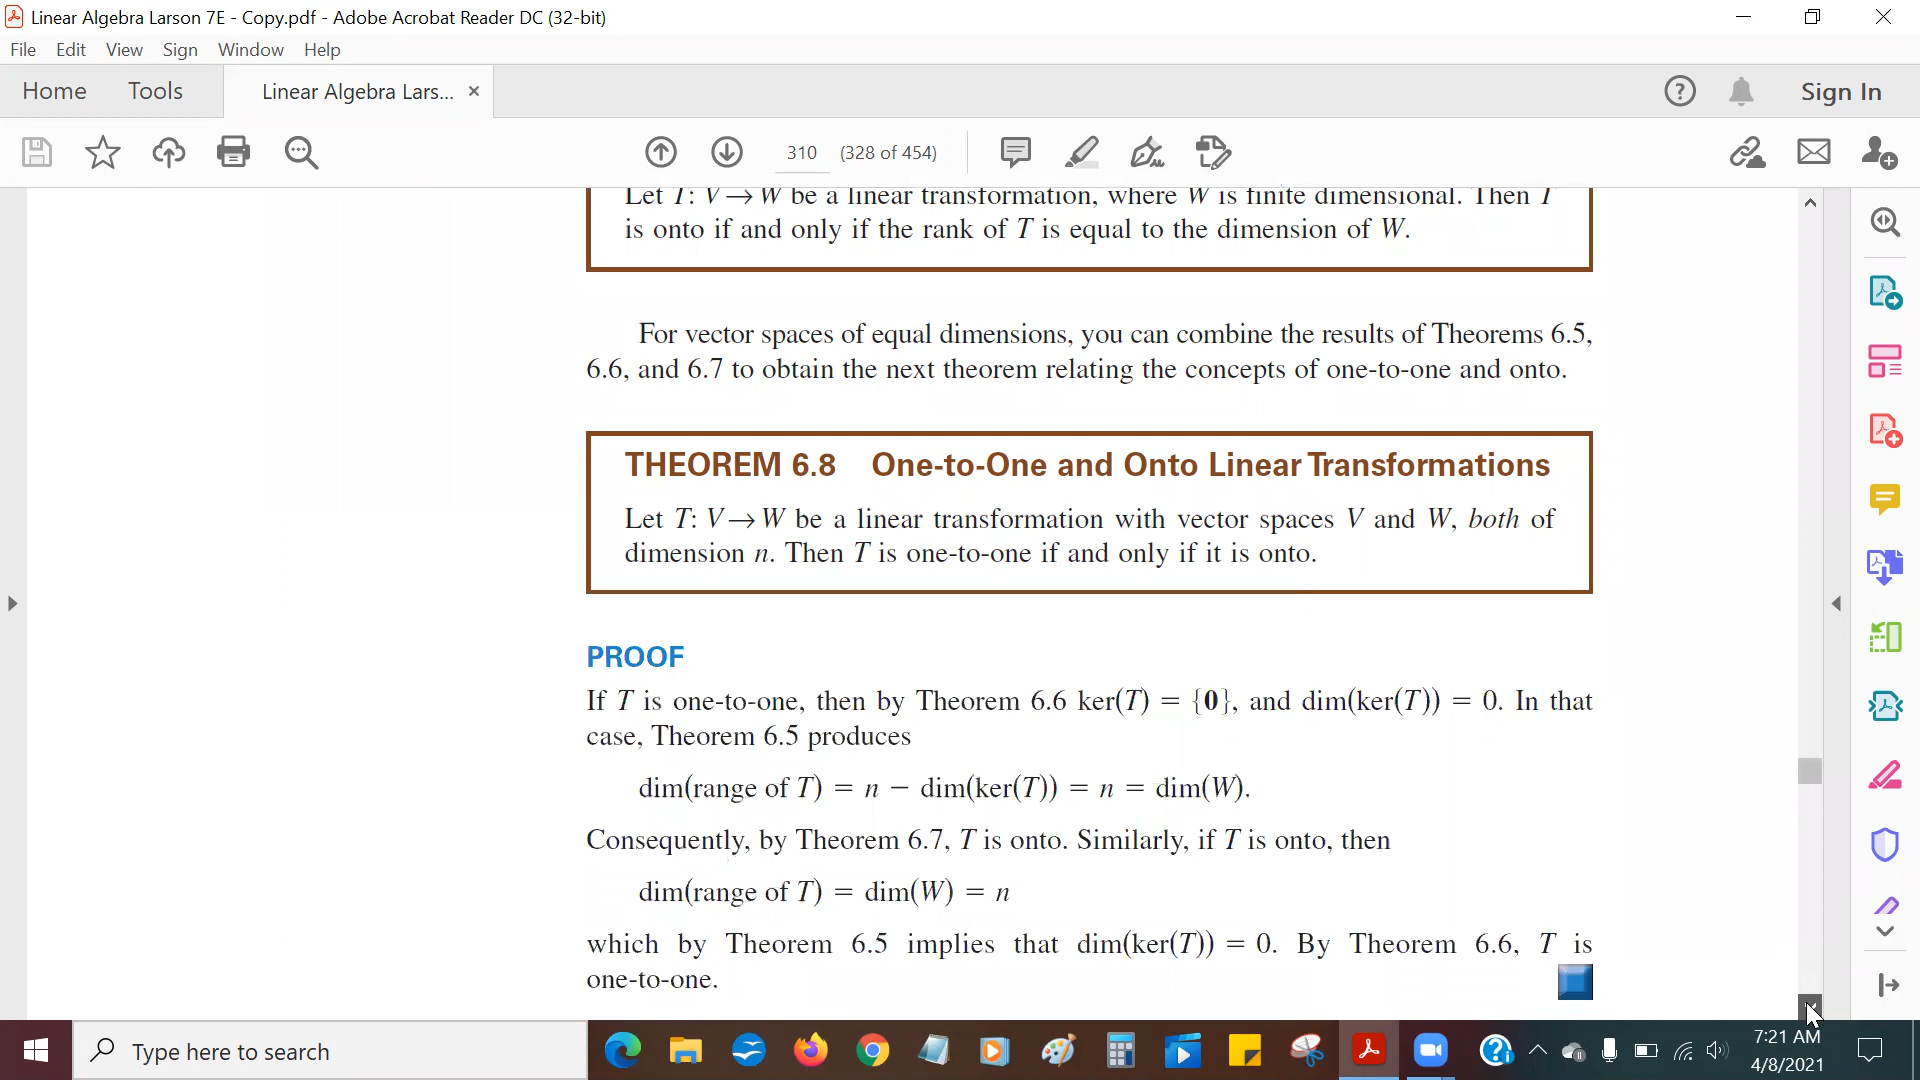 Linear Algebra Larson 7E - Copy.pdf - Adobe Acrobat Reader DC (32-bit)
File Edit View Sign Window Help
Home Tools Linear Algebra Lars... × Sign In
310 (328 of 454)
Let T: V → W be a linear transformation, where W is finite dimensional. Then T
is onto if and only if the rank of T is equal to the dimension of W.
For vector spaces of equal dimensions, you can combine the results of Theorems 6.5,
6.6, and 6.7 to obtain the next theorem relating the concepts of one-to-one and onto.
THEOREM 6.8 One-to-One and Onto Linear Transformations
Let T: V → W be a linear transformation with vector spaces V and W, both of
dimension n. Then T is one-to-one if and only if it is onto.
PROOF
If T is one-to-one, then by Theorem 6.6 ker(T) = {0}, and dim(ker(T)) = 0. In that
case, Theorem 6.5 produces
dim(range of T) = n − dim(ker(T)) = n = dim(W).
Consequently, by Theorem 6.7, T is onto. Similarly, if T is onto, then
dim(range of T) = dim(W) = n
which by Theorem 6.5 implies that dim(ker(T)) = 0. By Theorem 6.6, T is
one-to-one.
Type here to search
7:21 AM
4/8/2021